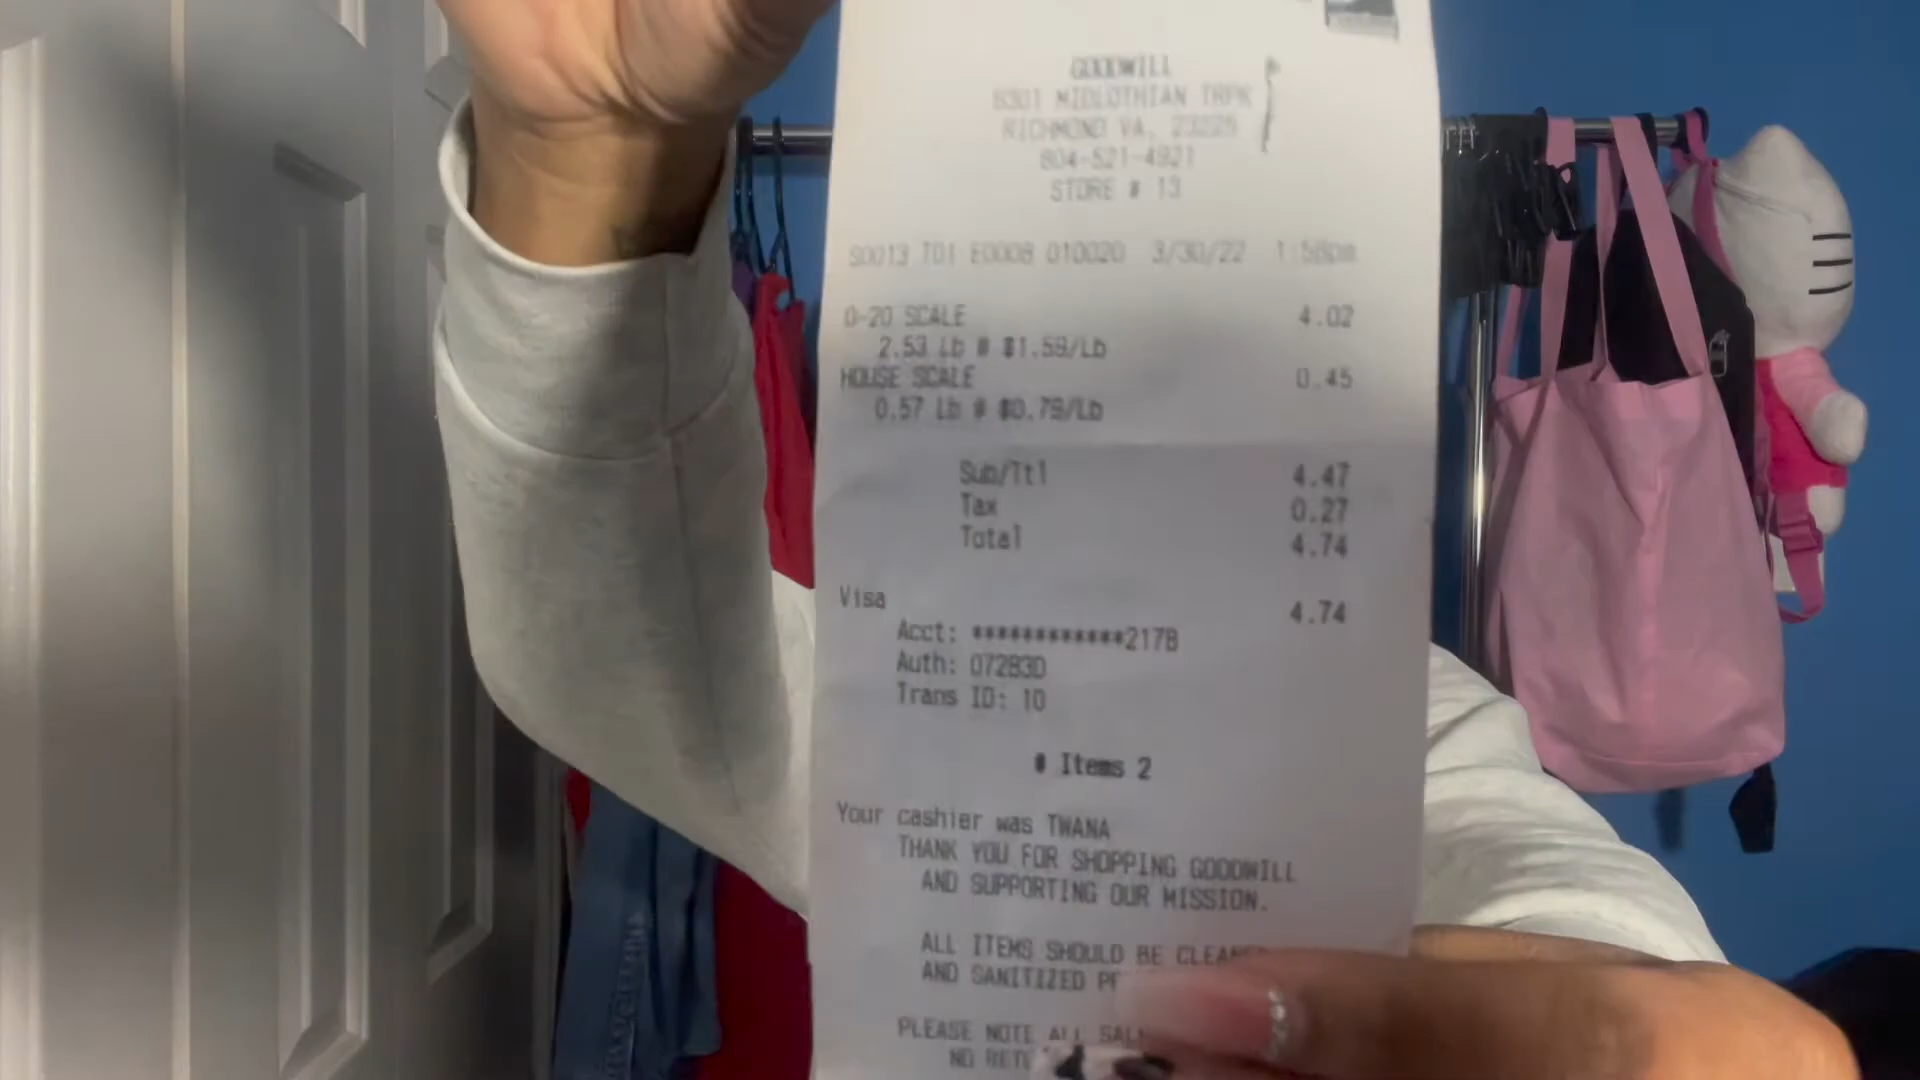 GOODWILL
6301 MIDLOTHIAN TRPK
RICHMOND VA. 23225
804-521-4921
STORE # 13
S0013 T01 E0008 010020 3/30/22 1:58pm
0-20 SCALE 4.02
2.53 Lb # $1.59/Lb
HOUSE SCALE 0.45
0.57 Lb # $0.79/Lb
Sub/Ttl 4.47
Tax 0.27
Total 4.74
Visa 4.74
Acct: ************2178
Auth: 07283D
Trans ID: 10
# Items 2
Your cashier was TWANA
THANK YOU FOR SHOPPING GOODWILL
AND SUPPORTING OUR MISSION.
ALL ITEMS SHOULD BE CLEANE
AND SANITIZED PR
PLEASE NOTE ALL SAL
NO RETU